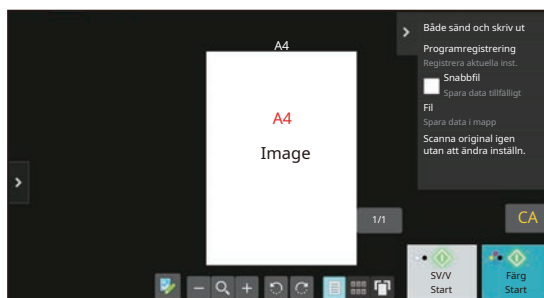 A4
A4
Image
1/1
Både sänd och skriv ut
Programregistrering
Registrera aktuella inst.
Snabbfil
Spara data tillfälligt
Fil
Spara data i mapp
Scanna original igen
utan att ändra inställn.
CA
SV/V
Start
Färg
Start